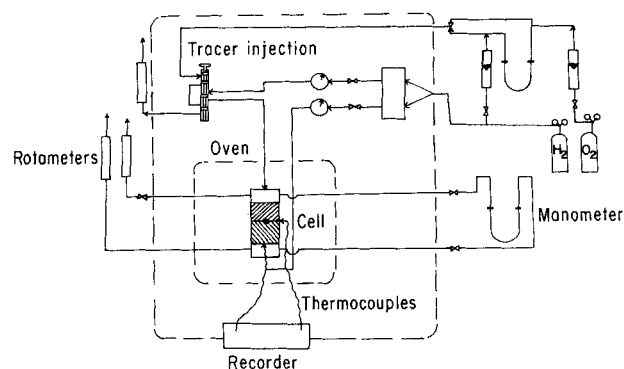 Tracer injection
Rotameters
Oven
H2 O2
Cell
Manometer
Thermocouples
Recorder